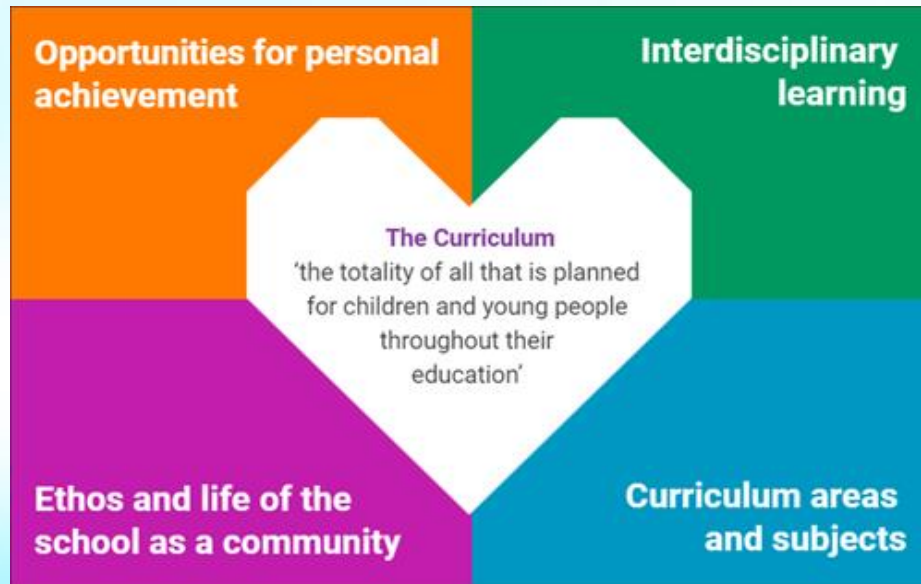 Opportunities for personal
achievement
Interdisciplinary
learning
The Curriculum
‘the totality of all that is planned
for children and young people
throughout their
education’
Ethos and life of the
school as a community
Curriculum areas
and subjects